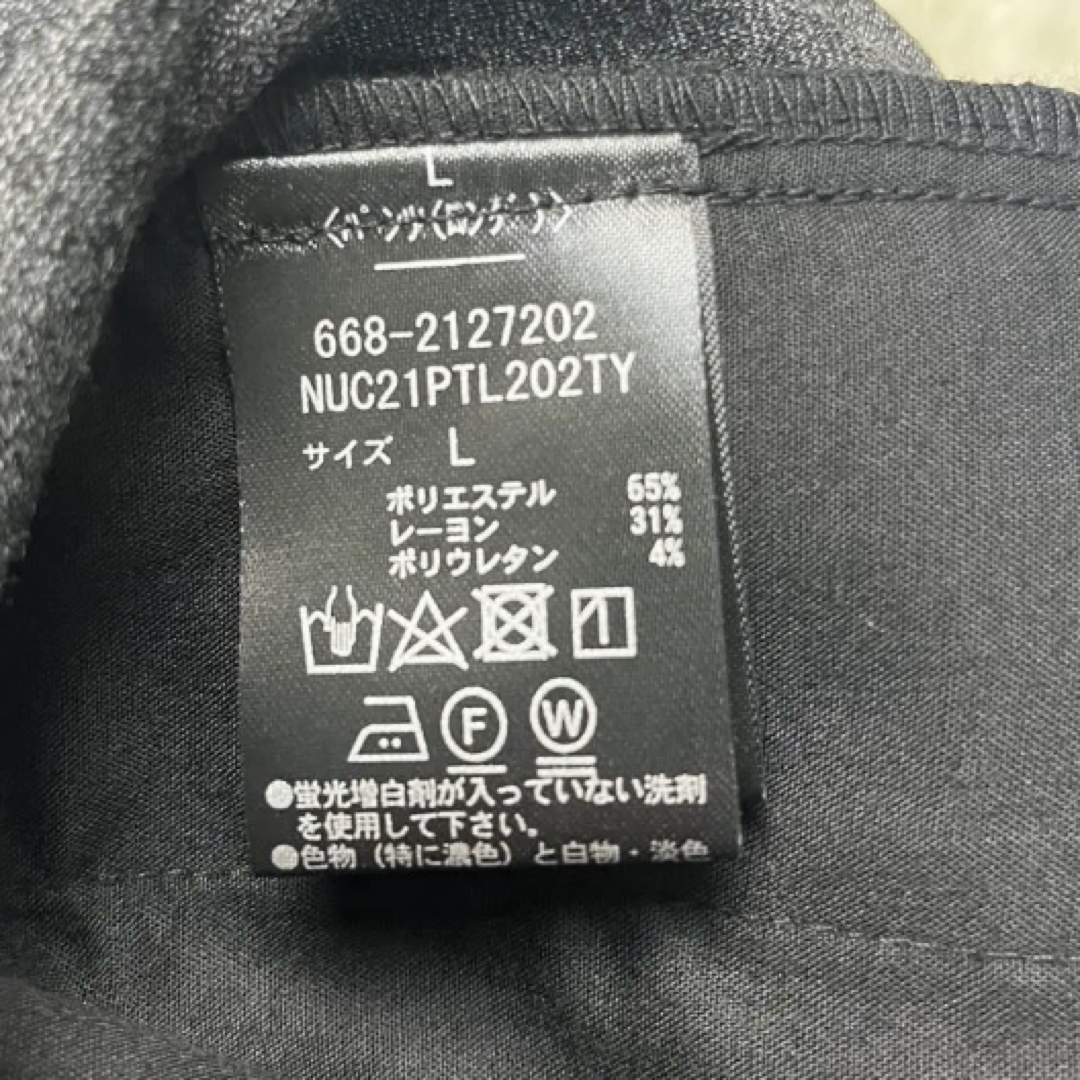 L
668-2127202
NUC21PTL202TY
サイズ L
ポリエステル 65%
レーヨン 31%
ポリウレタン 4%
F W
●蛍光増白剤が入っていない洗剤
を使用して下さい。
●色物（特に濃色）と白物・淡色